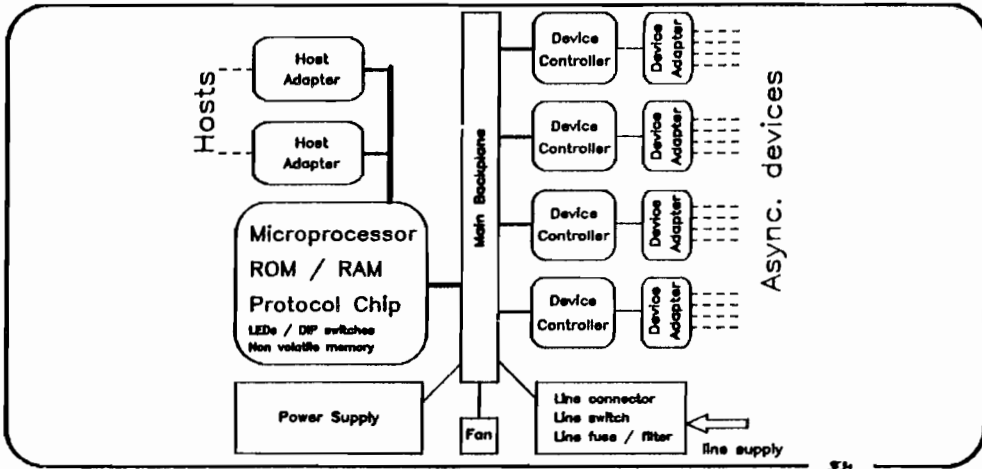 Hosts
Host
Adapter
Host
Adapter
Microprocessor
ROM / RAM
Protocol Chip
LEDs / DIP switches
Non volatile memory
Power Supply
Main Backplane
Fan
Device
Controller
Device
Adapter
Device
Controller
Device
Adapter
Device
Controller
Device
Adapter
Device
Controller
Device
Adapter
Async. devices
Line connector
Line switch
Line fuse / filter
line supply